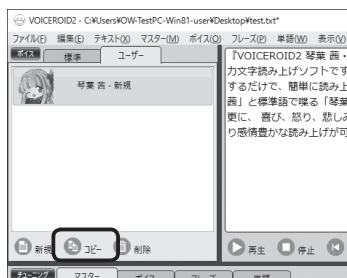 VOICEROID2 - C:¥Users¥OW-TestPC-Win81-user¥Desktop¥test.txt*
ファイル(F) 編集(E) テキスト(X) マスター(M) ボイス(O) フレーズ(P) 単語(W) 表示(V)
ボイス 標準 ユーザー
琴葉 茜 - 新規
『VOICEROID2 琴葉 茜・
力文字読み上げソフトです
するだけで、簡単に読み上
茜」と標準語で喋る「琴葉
更に、喜び、怒り、悲しみ
り感情豊かな読み上げが可
新規 コピー 削除
再生 停止
チューニング マスター ボイス フレーズ 単語